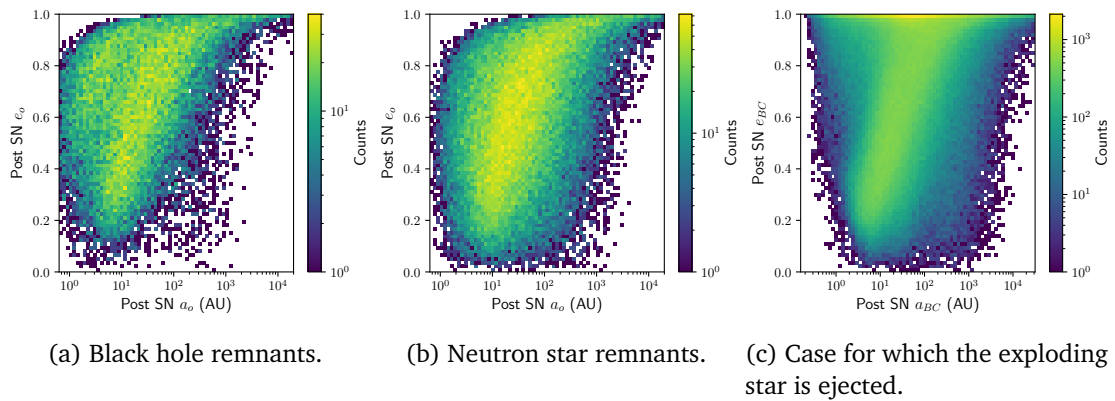 1.0
0.8
0.6
0.4
0.2
0.0
Post SN e_o
10^0 10^1 10^2 10^3 10^4
Post SN a_o (AU)
10^1
10^0
Counts
1.0
0.8
0.6
0.4
0.2
0.0
Post SN e_o
10^0 10^1 10^2 10^3 10^4
Post SN a_o (AU)
10^1
10^0
Counts
1.0
0.8
0.6
0.4
0.2
0.0
Post SN e_{BC}
10^0 10^1 10^2 10^3 10^4
Post SN a_{BC} (AU)
10^3
10^2
10^1
10^0
Counts
(a) Black hole remnants.
(b) Neutron star remnants.
(c) Case for which the exploding
star is ejected.